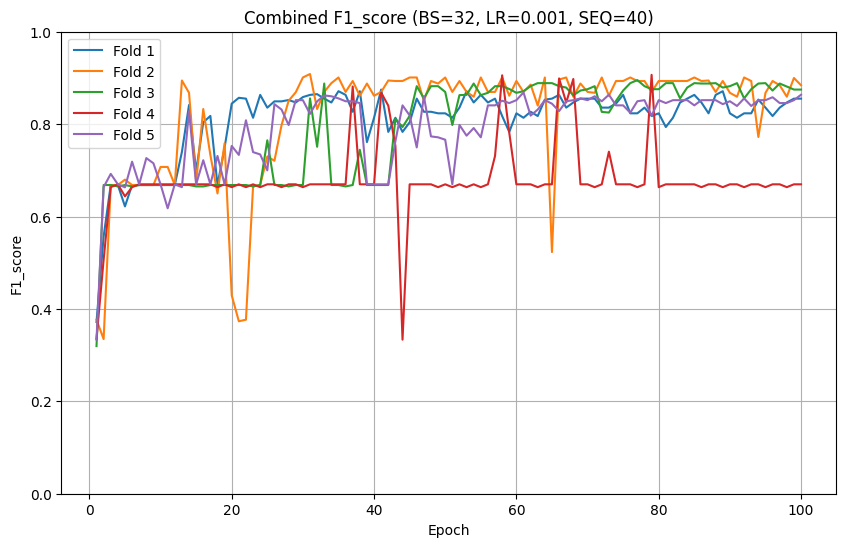 Combined F1_score (BS=32, LR=0.001, SEQ=40)
Fold 1
Fold 2
Fold 3
Fold 4
Fold 5
F1_score
1.0
0.8
0.6
0.4
0.2
0.0
0 20 40 60 80 100
Epoch